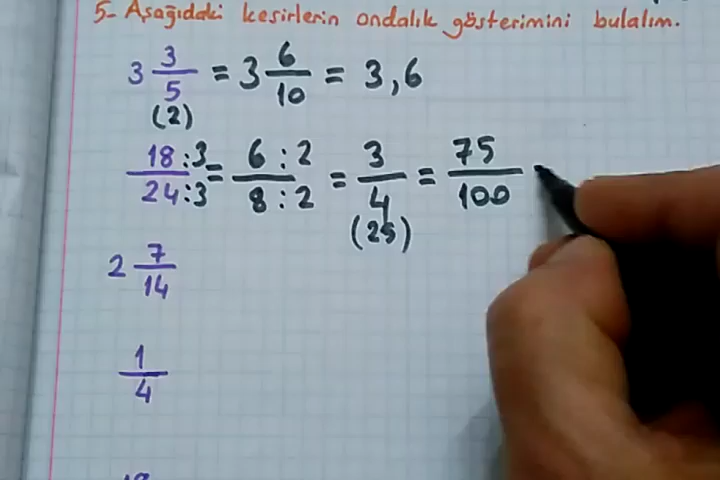 5- Aşağıdaki kesirlerin ondalık gösterimini bulalım.
3 3/5 = 3 6/10 = 3,6
(2)
18:3/24:3 = 6:2/8:2 = 3/4 = 75/100
(25)
2 7/14
1/4